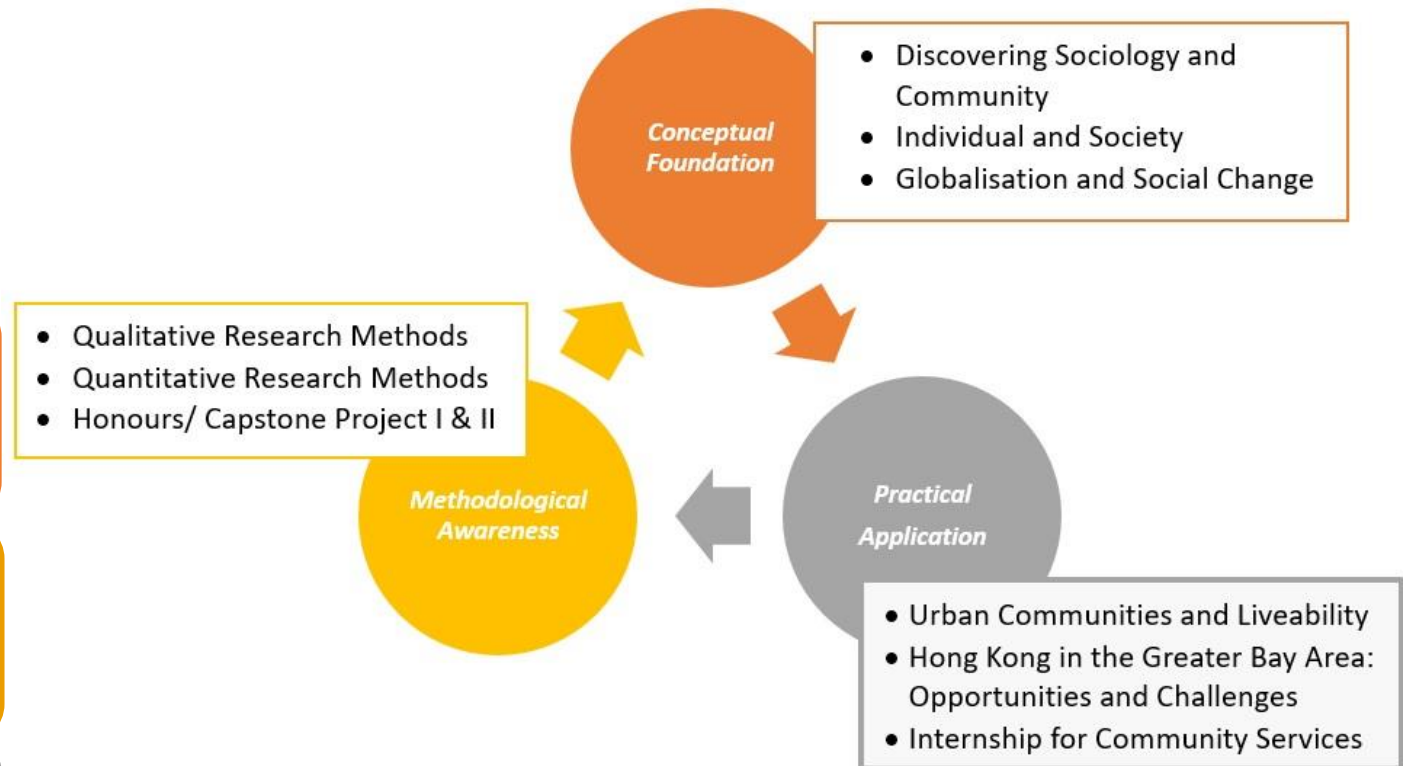 Conceptual
Foundation
• Discovering Sociology and
Community
• Individual and Society
• Globalisation and Social Change
• Qualitative Research Methods
• Quantitative Research Methods
• Honours/ Capstone Project I & II
Methodological
Awareness
Practical
Application
• Urban Communities and Liveability
• Hong Kong in the Greater Bay Area:
Opportunities and Challenges
• Internship for Community Services